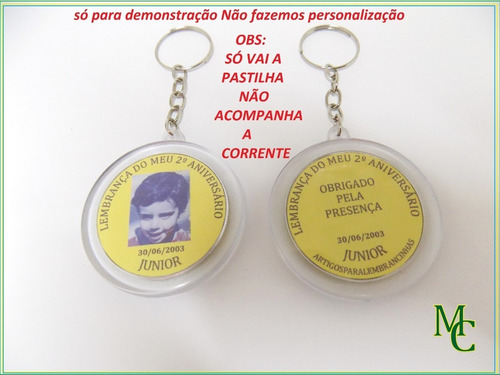 só para demonstração Não fazemos personalização
OBS:
SÓ VAI A
PASTILHA
NÃO
ACOMPANHA
A
CORRENTE
LEMBRANÇA DO MEU 2º ANIVERSÁRIO
30/06/2003
JUNIOR
LEMBRANÇA DO MEU 2º ANIVERSÁRIO
OBRIGADO
PELA
PRESENÇA
30/06/2003
JUNIOR
ARTIGOSPARALEMBRANCINHAS
MC